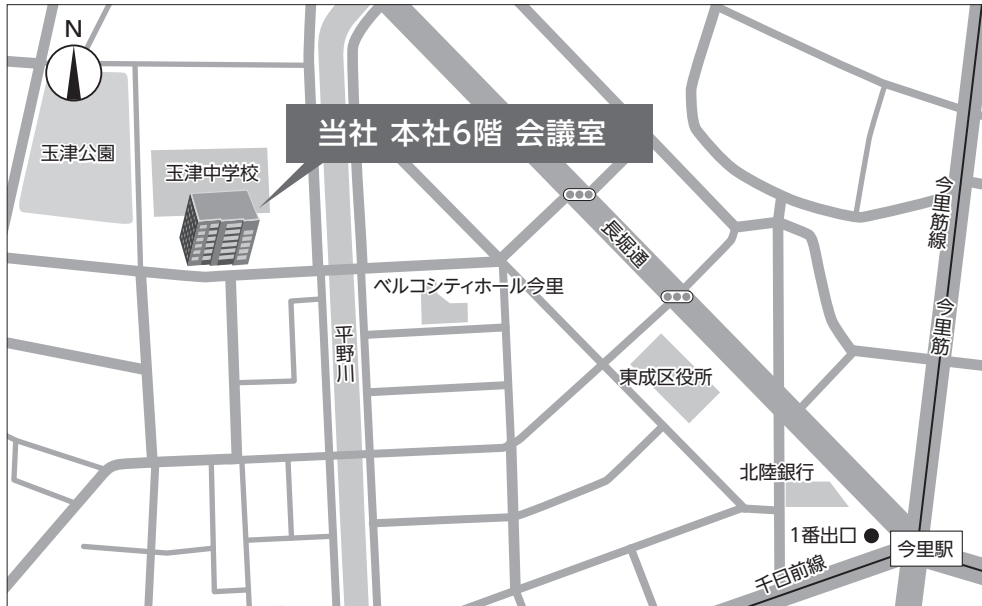 N
当社 本社6階 会議室
玉津公園
玉津中学校
長堀通
今里筋線
ベルコシティホール今里
今里筋
平野川
東成区役所
北陸銀行
1番出口
今里駅
千日前線